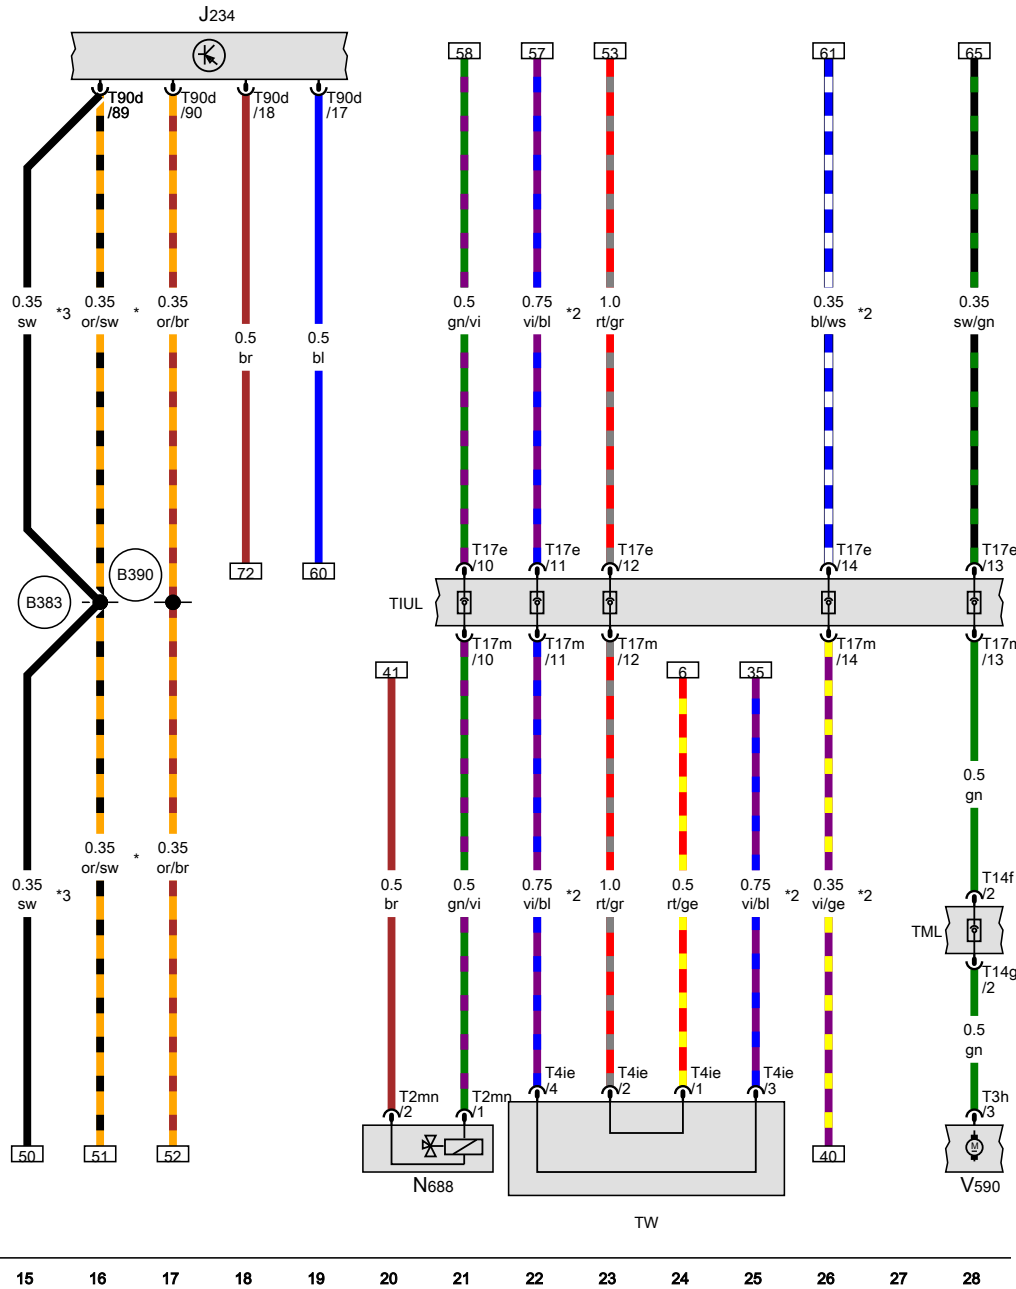 J234
T90d
/89
T90d
/90
T90d
/18
T90d
/17
58
57
53
61
65
0.35
sw
*3
0.35
or/sw
*
0.35
or/br
0.5
br
0.5
bl
0.5
gn/vi
0.75
vi/bl
*2
1.0
rt/gr
0.35
bl/ws
*2
0.35
sw/gn
72
60
T17e
/10
T17e
/11
T17e
/12
T17e
/14
T17e
/13
B383
B390
TIUL
T17m
/10
T17m
/11
T17m
/12
T17m
/14
T17m
/13
41
6
35
0.5
gn
0.35
sw
*3
0.35
or/sw
*
0.35
or/br
0.5
br
0.5
gn/vi
0.75
vi/bl
*2
1.0
rt/gr
0.5
rt/ge
0.75
vi/bl
*2
0.35
vi/ge
*2
T14f
/2
TML
T14g
/2
0.5
gn
T2mn
/2
T2mn
/1
T4ie
/4
T4ie
/2
T4ie
/1
T4ie
/3
T3h
/3
50
51
52
40
M
N688
V590
TW
15 16 17 18 19 20 21 22 23 24 25 26 27 28